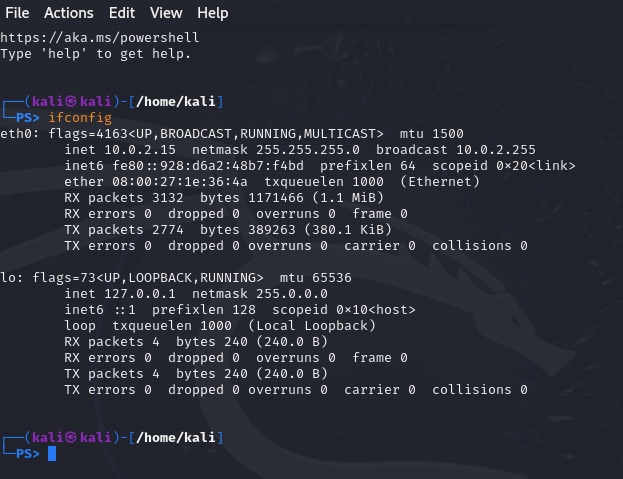 File Actions Edit View Help
https://aka.ms/powershell
Type 'help' to get help.
┌──(kali㉿kali)-[/home/kali]
└─PS> ifconfig
eth0: flags=4163<UP,BROADCAST,RUNNING,MULTICAST>  mtu 1500
        inet 10.0.2.15  netmask 255.255.255.0  broadcast 10.0.2.255
        inet6 fe80::928:d6a2:48b7:f4bd  prefixlen 64  scopeid 0×20<link>
        ether 08:00:27:1e:36:4a  txqueuelen 1000  (Ethernet)
        RX packets 3132  bytes 1171466 (1.1 MiB)
        RX errors 0  dropped 0  overruns 0  frame 0
        TX packets 2774  bytes 389263 (380.1 KiB)
        TX errors 0  dropped 0 overruns 0  carrier 0  collisions 0
lo: flags=73<UP,LOOPBACK,RUNNING>  mtu 65536
        inet 127.0.0.1  netmask 255.0.0.0
        inet6 ::1  prefixlen 128  scopeid 0×10<host>
        loop  txqueuelen 1000  (Local Loopback)
        RX packets 4  bytes 240 (240.0 B)
        RX errors 0  dropped 0  overruns 0  frame 0
        TX packets 4  bytes 240 (240.0 B)
        TX errors 0  dropped 0 overruns 0  carrier 0  collisions 0
┌──(kali㉿kali)-[/home/kali]
└─PS>